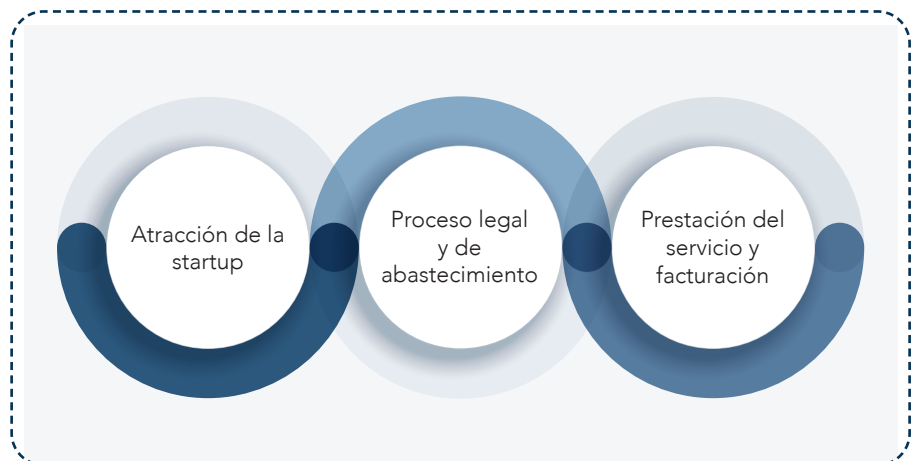 Atracción de la
startup
Proceso legal
y de
abastecimiento
Prestación del
servicio y
facturación